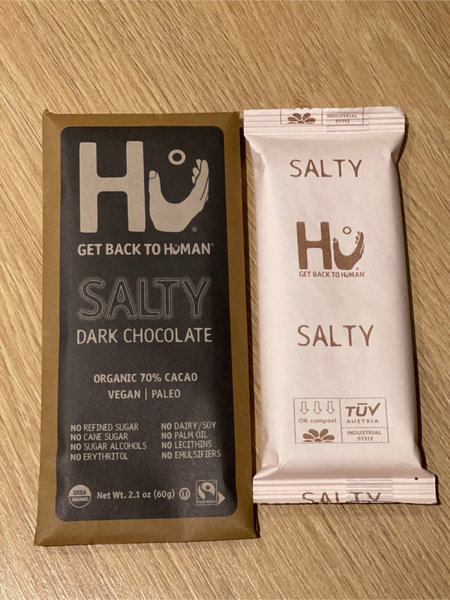 HU
GET BACK TO HUMAN®
SALTY
DARK CHOCOLATE
ORGANIC 70% CACAO
VEGAN | PALEO
NO REFINED SUGAR
NO CANE SUGAR
NO SUGAR ALCOHOLS
NO ERYTHRITOL
NO DAIRY/SOY
NO PALM OIL
NO LECITHINS
NO EMULSIFIERS
USDA
ORGANIC
Net Wt. 2.1 oz (60g)
U
INDUSTRIAL
S1312
SALTY
HU
GET BACK TO HUMAN®
SALTY
OK compost
TÜV
AUSTRIA
INDUSTRIAL
S1312
SALTY